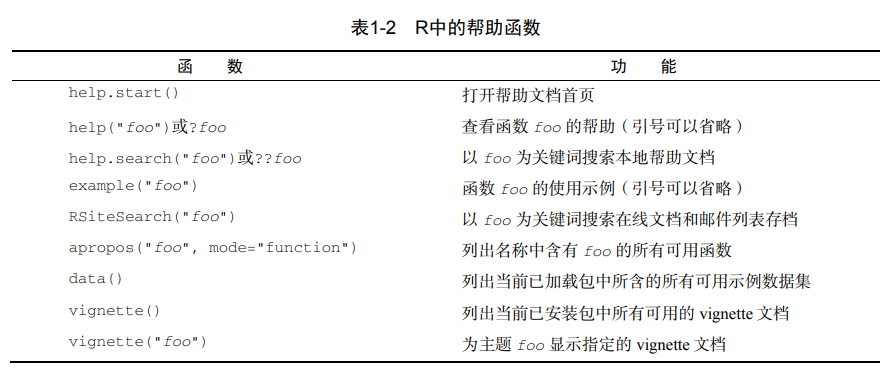 表1-2 R中的帮助函数
函 数 功 能
help.start() 打开帮助文档首页
help("foo")或?foo 查看函数 foo 的帮助（引号可以省略）
help.search("foo")或??foo 以 foo 为关键词搜索本地帮助文档
example("foo") 函数 foo 的使用示例（引号可以省略）
RSiteSearch("foo") 以 foo 为关键词搜索在线文档和邮件列表存档
apropos("foo", mode="function") 列出名称中含有 foo 的所有可用函数
data() 列出当前已加载包中所含的所有可用示例数据集
vignette() 列出当前已安装包中所有可用的 vignette 文档
vignette("foo") 为主题 foo 显示指定的 vignette 文档